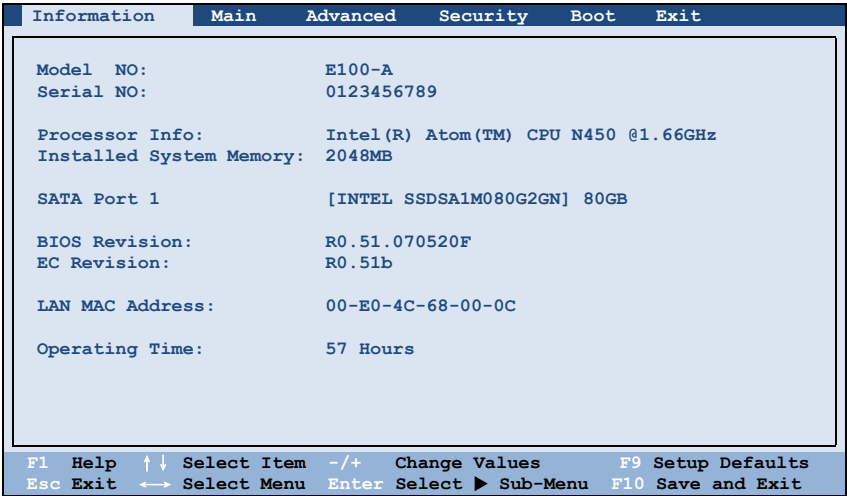 Information Main Advanced Security Boot Exit
Model NO: E100-A
Serial NO: 0123456789
Processor Info: Intel(R) Atom(TM) CPU N450 @1.66GHz
Installed System Memory: 2048MB
SATA Port 1 [INTEL SSDSA1M080G2GN] 80GB
BIOS Revision: R0.51.070520F
EC Revision: R0.51b
LAN MAC Address: 00-E0-4C-68-00-0C
Operating Time: 57 Hours
F1 Help ↑↓ Select Item -/+ Change Values F9 Setup Defaults
Esc Exit ←→ Select Menu Enter Select ▶ Sub-Menu F10 Save and Exit